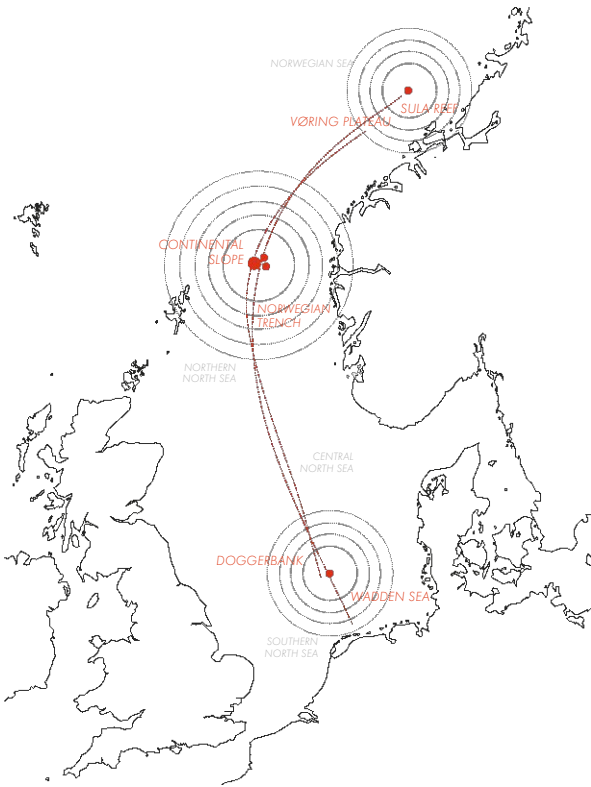 NORWEGIAN SEA
SULA REEF
VØRING PLATEAU
CONTINENTAL
SLOPE
NORWEGIAN
TRENCH
NORTHERN
NORTH SEA
CENTRAL
NORTH SEA
DOGGERBANK
WADDEN SEA
SOUTHERN
NORTH SEA